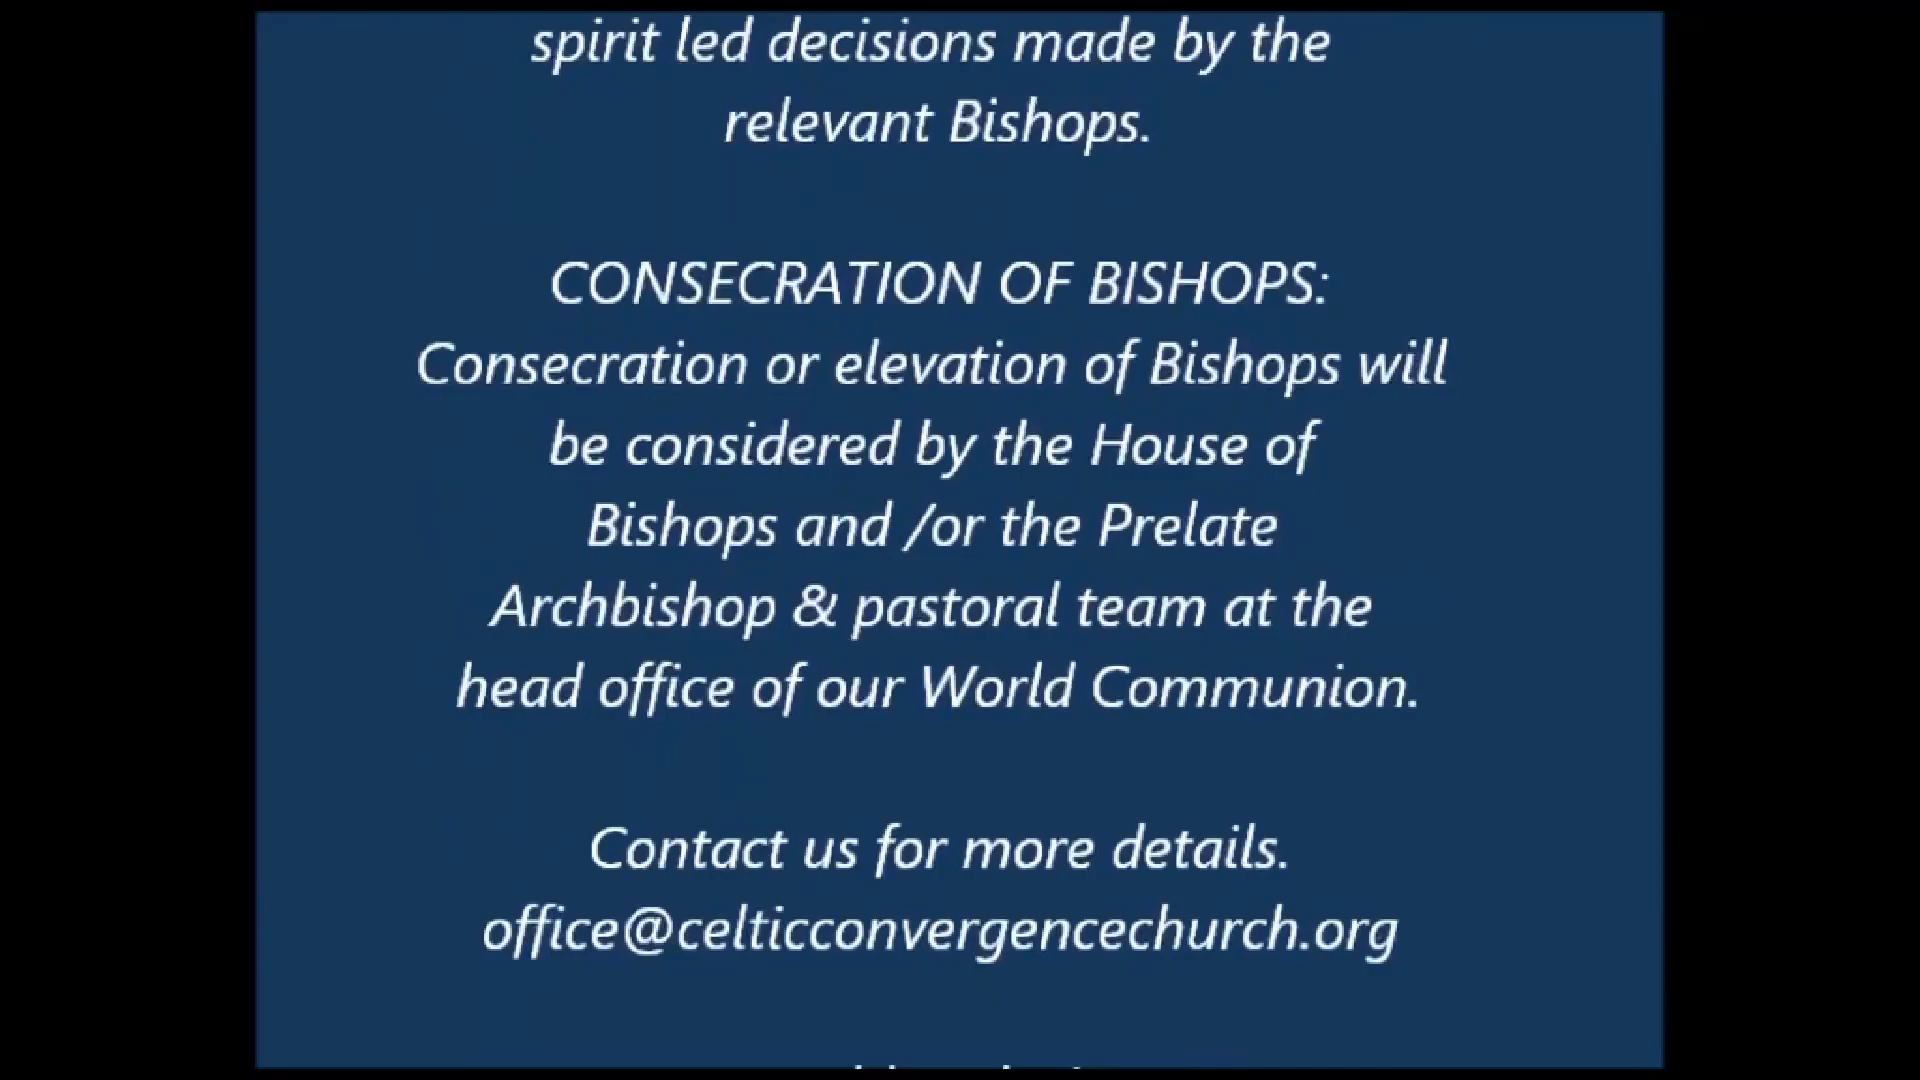 spirit led decisions made by the
relevant Bishops.
CONSECRATION OF BISHOPS:
Consecration or elevation of Bishops will
be considered by the House of
Bishops and /or the Prelate
Archbishop & pastoral team at the
head office of our World Communion.
Contact us for more details.
office@celticconvergencechurch.org